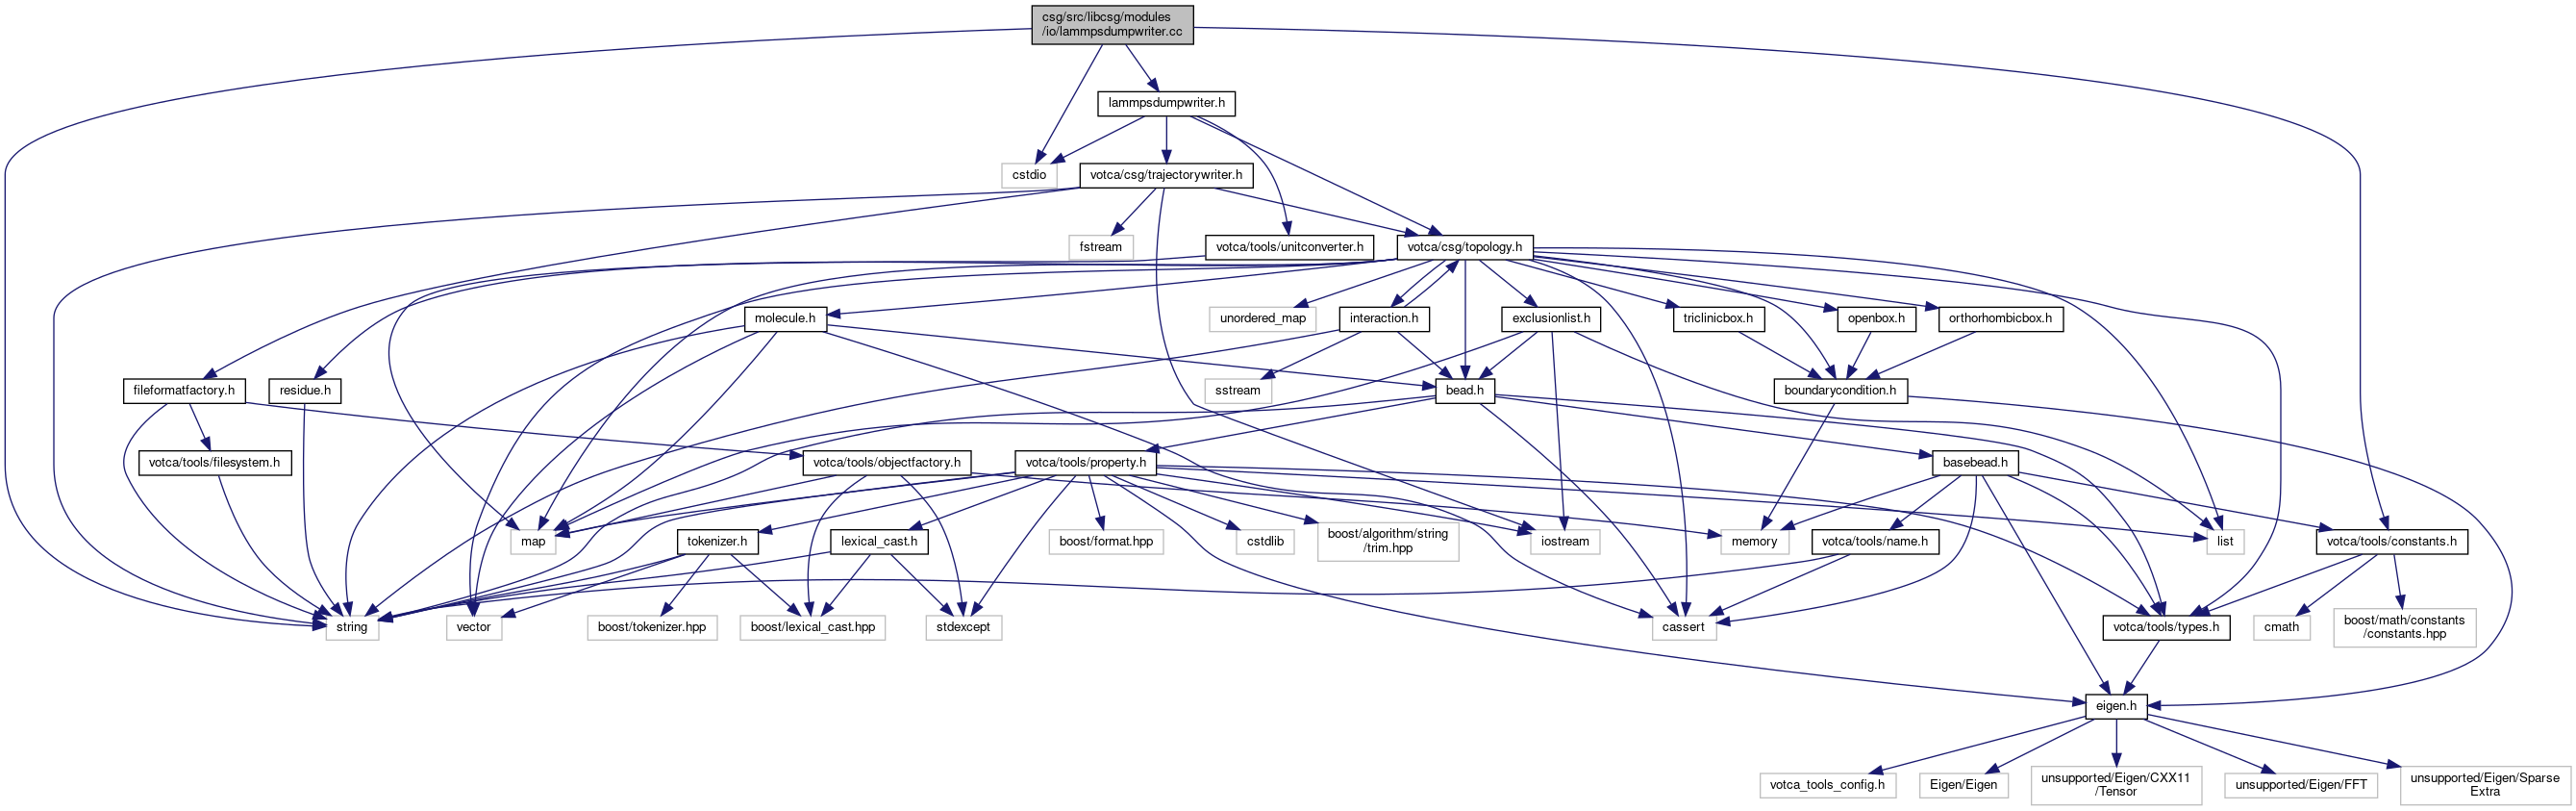 csg/src/libcsg/modules
/io/lammpsdumpwriter.cc
lammpsdumpwriter.h
cstdio
votca/csg/trajectorywriter.h
fstream
votca/tools/unitconverter.h
votca/csg/topology.h
molecule.h
unordered_map
interaction.h
exclusionlist.h
triclinicbox.h
openbox.h
orthorhombicbox.h
fileformatfactory.h
residue.h
sstream
bead.h
boundarycondition.h
votca/tools/filesystem.h
votca/tools/objectfactory.h
votca/tools/property.h
basebead.h
map
tokenizer.h
lexical_cast.h
boost/format.hpp
cstdlib
boost/algorithm/string
/trim.hpp
iostream
memory
votca/tools/name.h
list
votca/tools/constants.h
string
vector
boost/tokenizer.hpp
boost/lexical_cast.hpp
stdexcept
cassert
votca/tools/types.h
cmath
boost/math/constants
/constants.hpp
eigen.h
votca_tools_config.h
Eigen/Eigen
unsupported/Eigen/CXX11
/Tensor
unsupported/Eigen/FFT
unsupported/Eigen/Sparse
Extra